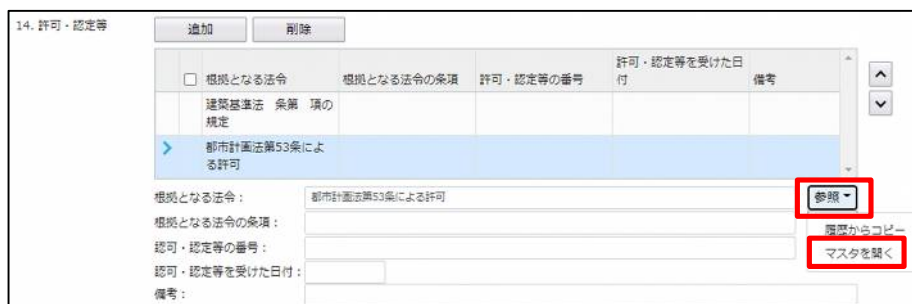 14. 許可・認定等
追加 削除
根拠となる法令 根拠となる法令の条項 許可・認定等の番号 許可・認定等を受けた日付 備考
建築基準法 条第 項の
規定
都市計画法第53条によ
る許可
根拠となる法令: 都市計画法第53条による許可 参照
根拠となる法令の条項: 履歴からコピー
認可・認定等の番号: マスタを開く
認可・認定等を受けた日付:
備考: